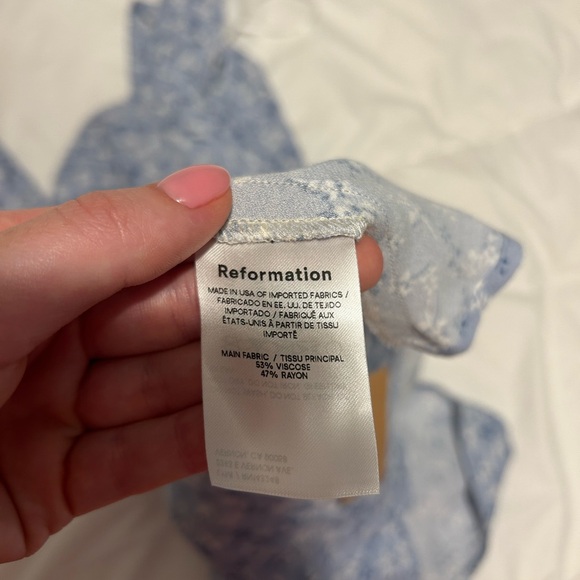 Reformation
MADE IN USA OF IMPORTED FABRICS /
FABRICADO EN EE. UU. DE TEJIDO
IMPORTADO / FABRIQUÉ AUX
ÉTATS-UNIS À PARTIR DE TISSU
IMPORTÉ
MAIN FABRIC / TISSU PRINCIPAL
53% VISCOSE
47% RAYON